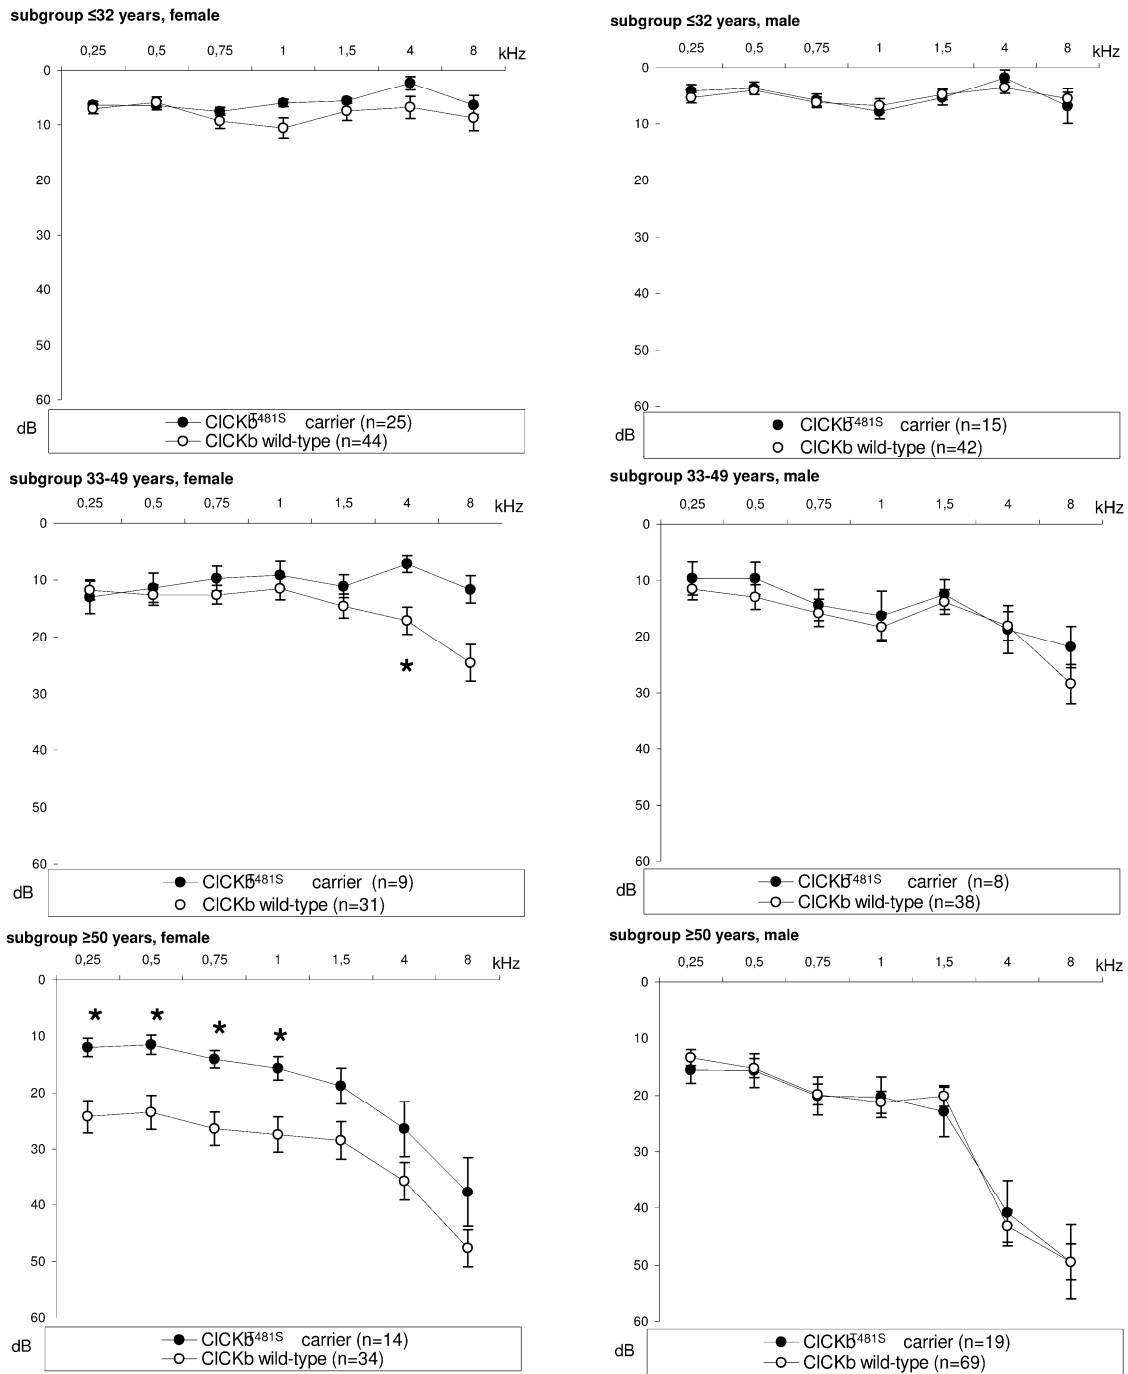 subgroup ≤32 years, female
0,25 0,5 0,75 1 1,5 4 8 kHz
0
10
20
30
40
50
60
dB
ClCKbT481S carrier (n=25)
ClCKb wild-type (n=44)
subgroup ≤32 years, male
0,25 0,5 0,75 1 1,5 4 8 kHz
0
10
20
30
40
50
60
dB
ClCKbT481S carrier (n=15)
ClCKb wild-type (n=42)
subgroup 33-49 years, female
0,25 0,5 0,75 1 1,5 4 8 kHz
0
10
20
30
40
50
60
*
dB
ClCKbT481S carrier (n=9)
ClCKb wild-type (n=31)
subgroup 33-49 years, male
0,25 0,5 0,75 1 1,5 4 8 kHz
0
10
20
30
40
50
60
dB
ClCKbT481S carrier (n=8)
ClCKb wild-type (n=38)
subgroup ≥50 years, female
0,25 0,5 0,75 1 1,5 4 8 kHz
0
* * * *
10
20
30
40
50
60
dB
ClCKbT481S carrier (n=14)
ClCKb wild-type (n=34)
subgroup ≥50 years, male
0,25 0,5 0,75 1 1,5 4 8 kHz
0
10
20
30
40
50
60
dB
ClCKbT481S carrier (n=19)
ClCKb wild-type (n=69)